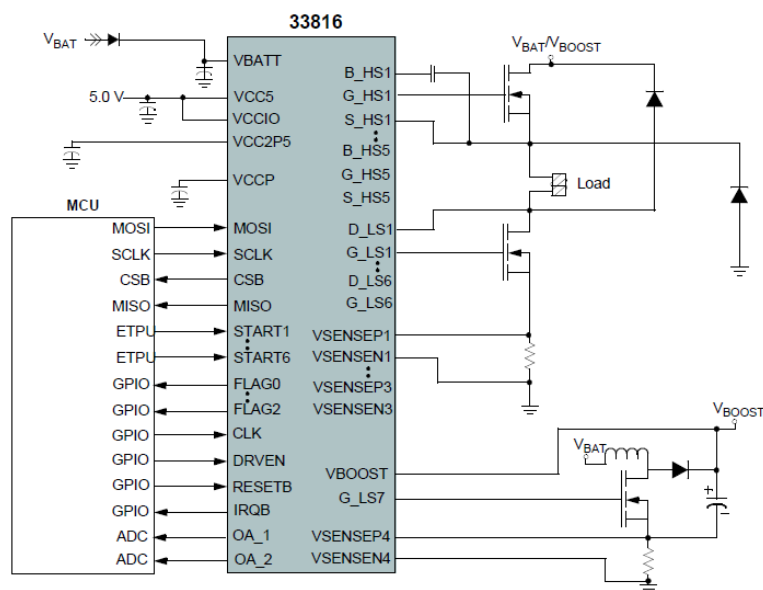 33816
VBAT
VBATT
5.0 V
VCC5
VCCIO
VCC2P5
VCCP
MCU
MOSI
MOSI
SCLK
SCLK
CSB
CSB
MISO
MISO
ETPU
START1
ETPU
START6
GPIO
FLAG0
GPIO
FLAG2
GPIO
CLK
GPIO
DRVEN
GPIO
RESETB
GPIO
IRQB
ADC
OA_1
ADC
OA_2
B_HS1
G_HS1
S_HS1
B_HS5
G_HS5
S_HS5
D_LS1
G_LS1
D_LS6
G_LS6
VSENSEP1
VSENSEN1
VSENSEP3
VSENSEN3
VBOOST
G_LS7
VSENSEP4
VSENSEN4
VBAT/VBOOST
Load
VBOOST
VBAT
+
–